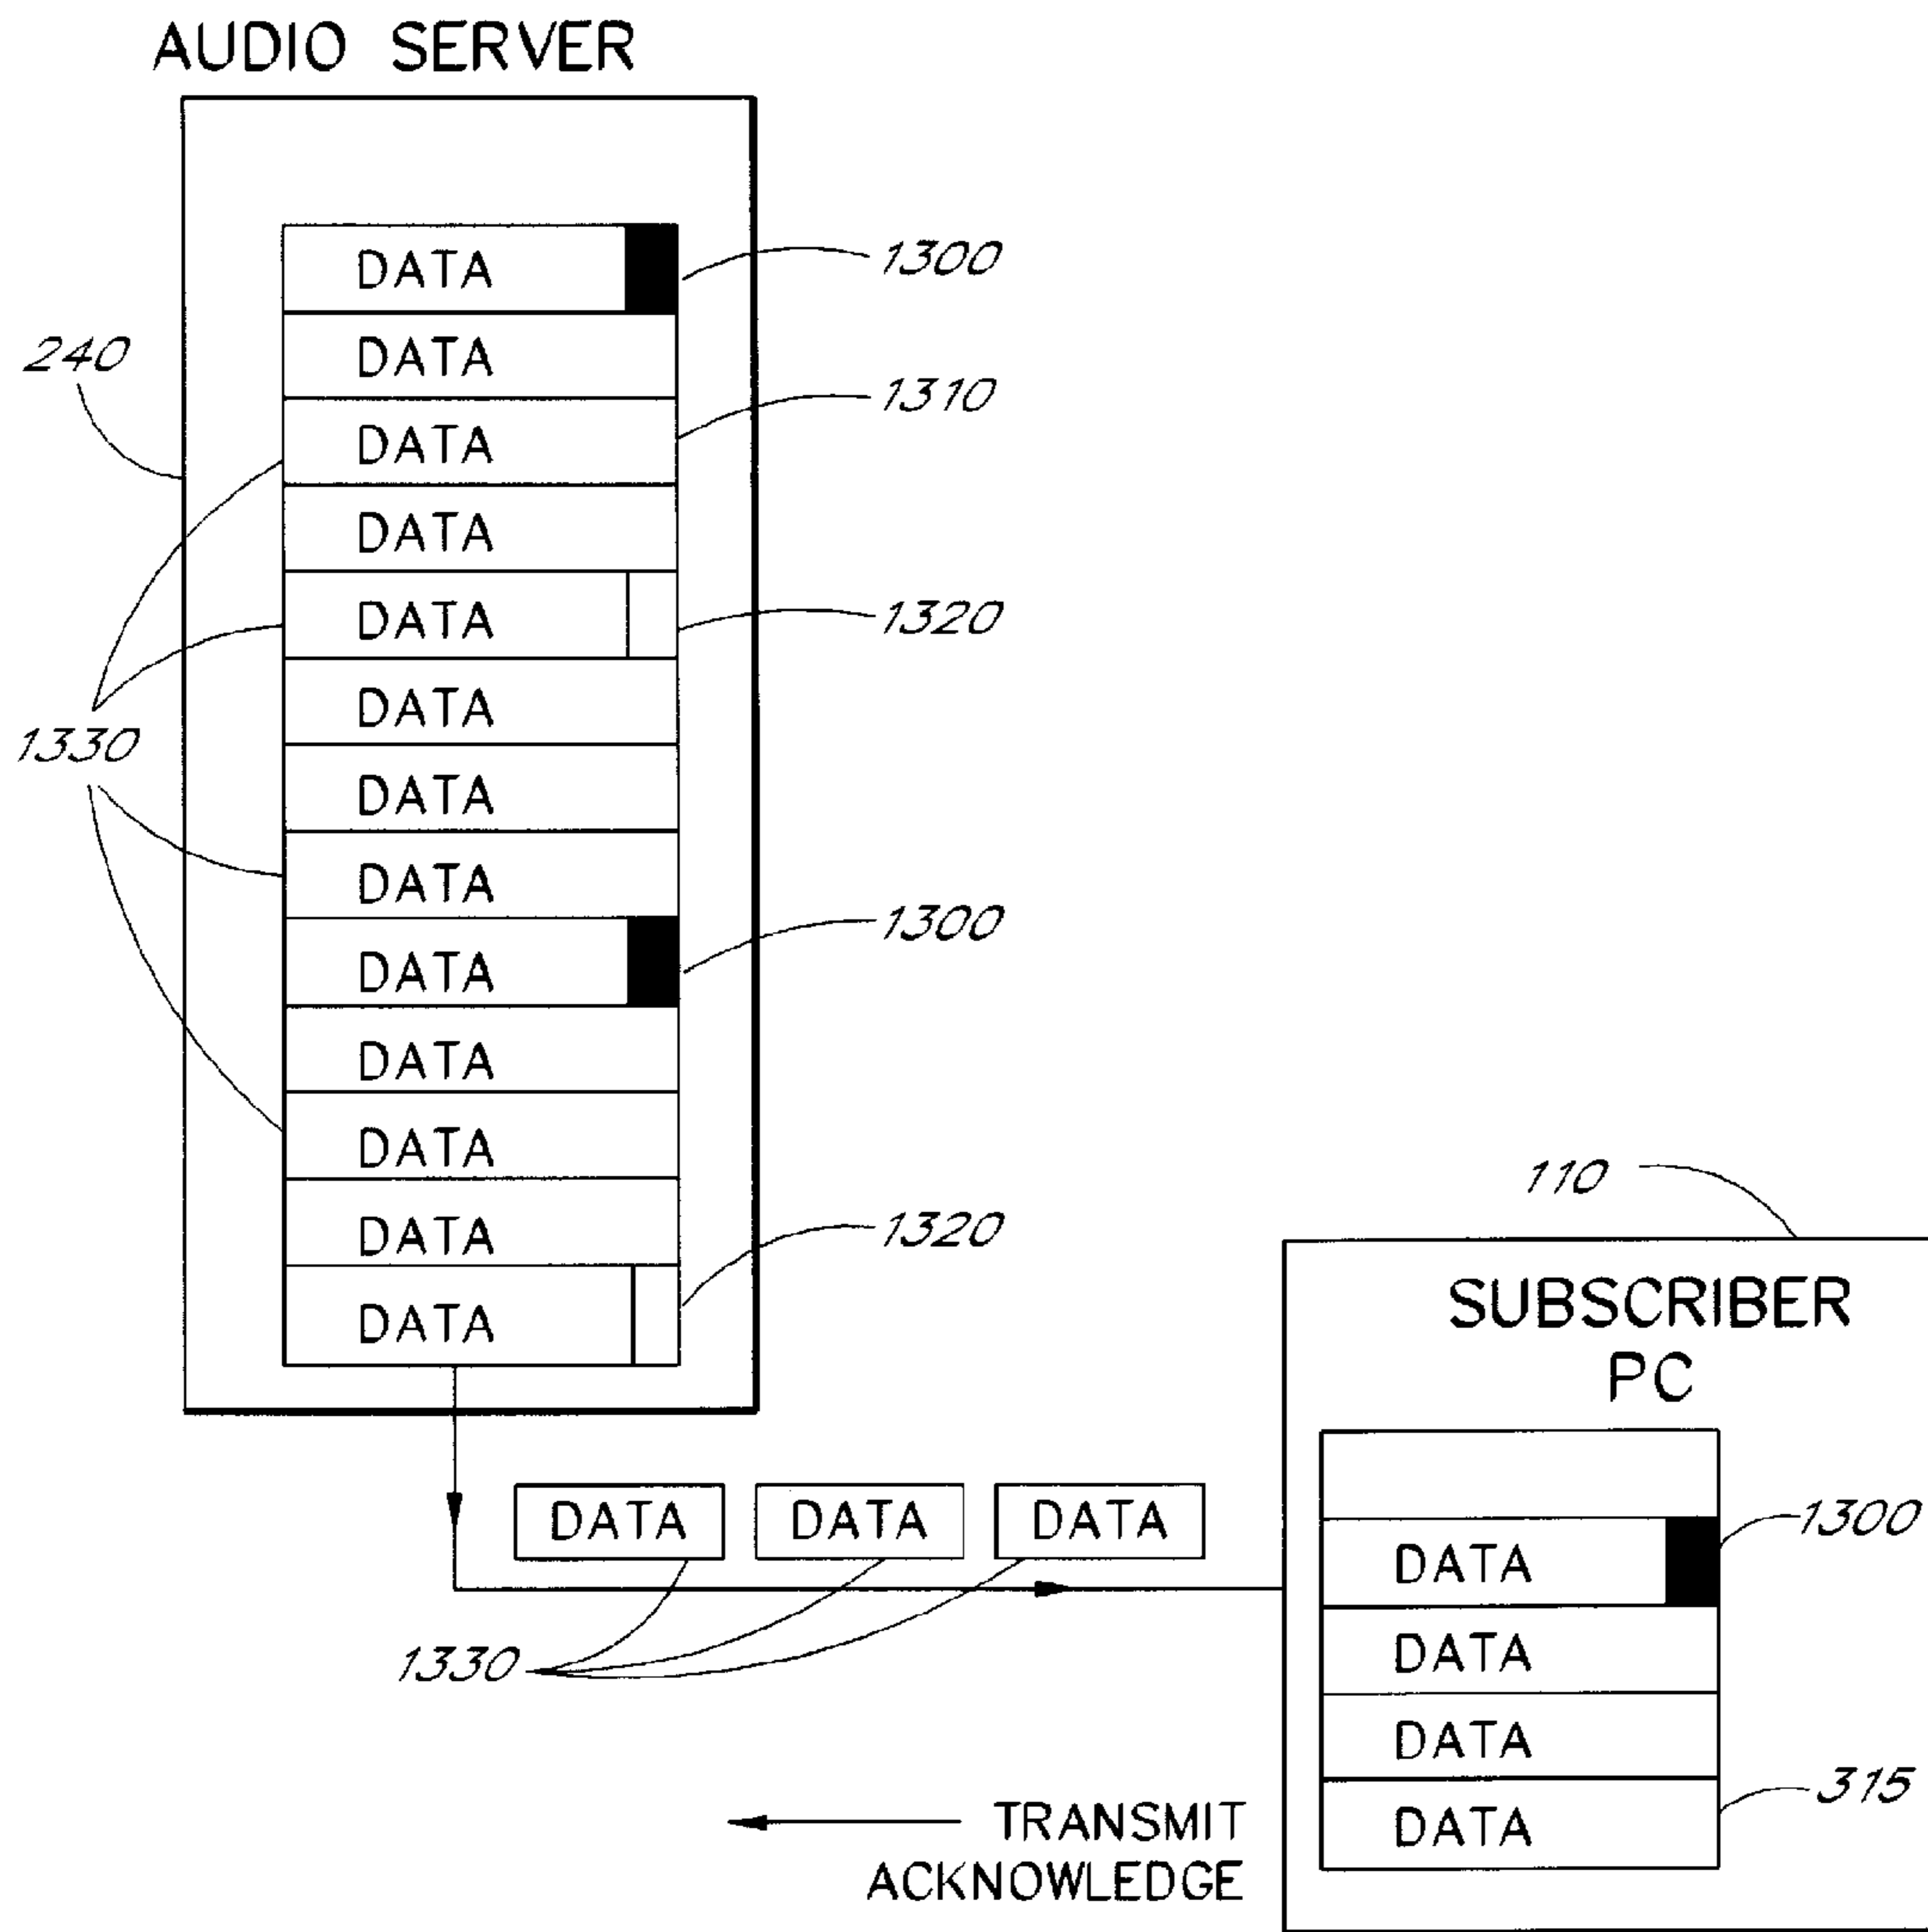 AUDIO SERVER
DATA
1300
DATA
240
1310
DATA
DATA
DATA
1320
DATA
1330
DATA
DATA
1300
DATA
DATA
DATA
110
DATA
1320
SUBSCRIBER
DATA
PC
DATA DATA DATA
1300
DATA
1330
DATA
DATA
315
TRANSMIT
DATA
ACKNOWLEDGE